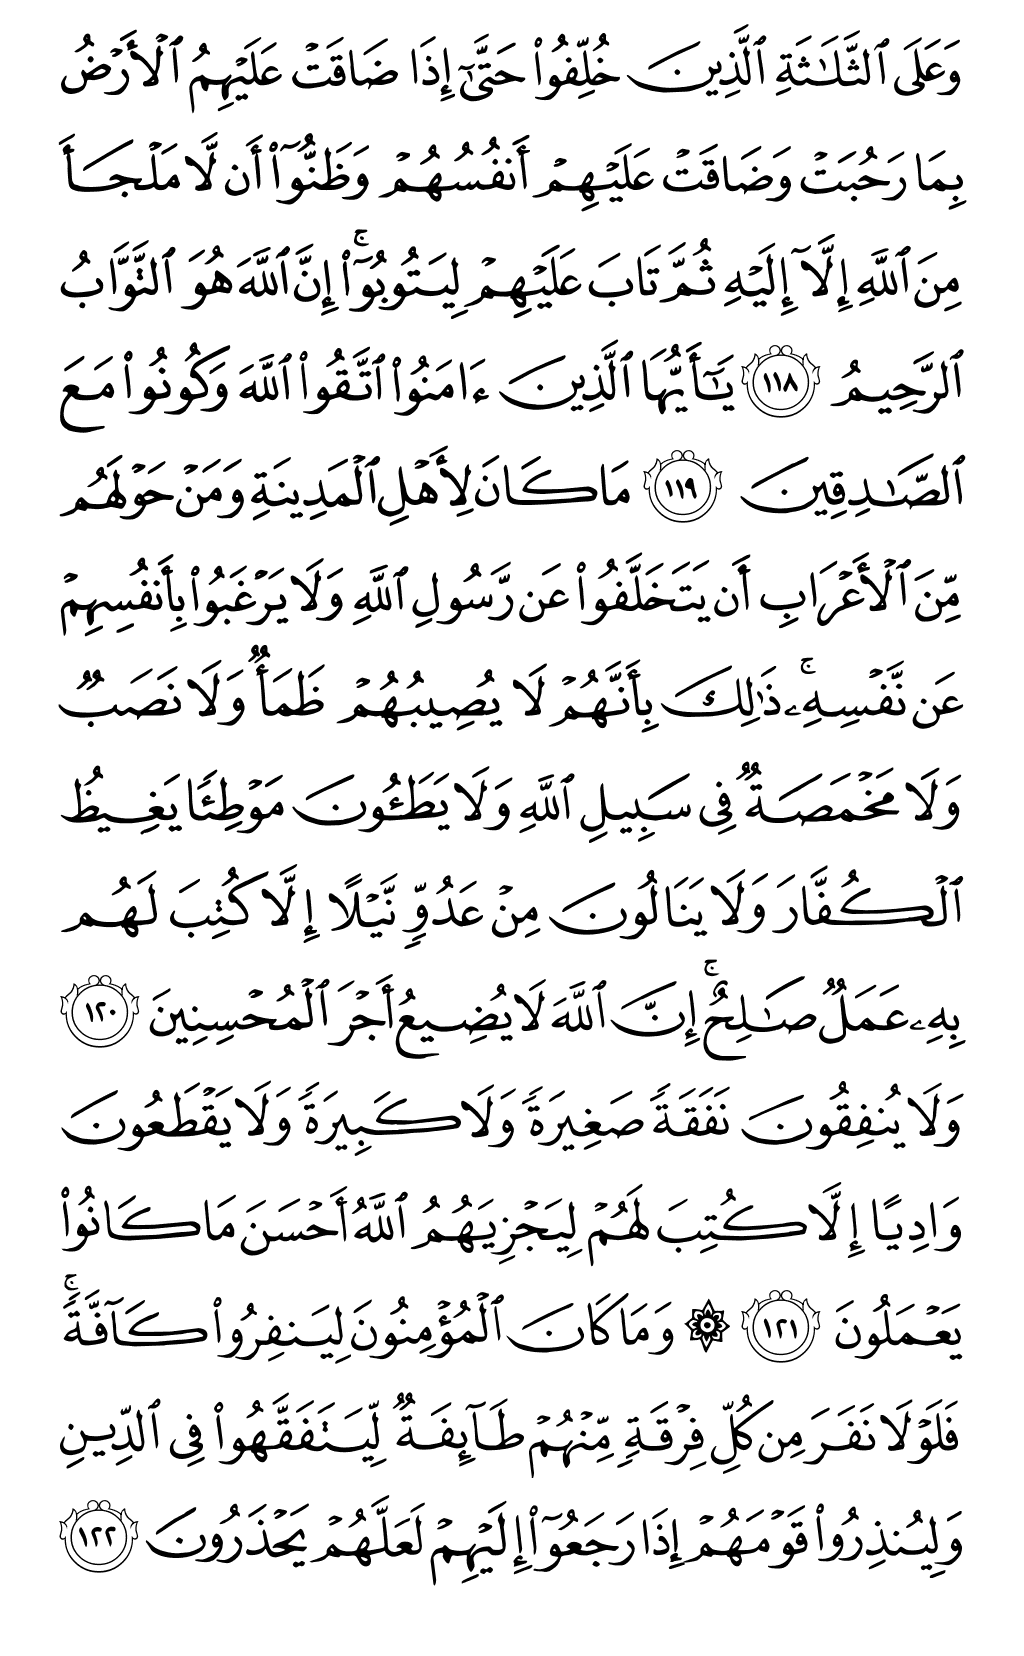 وَعَلَى ٱلثَّلَـٰثَةِ ٱلَّذِينَ خُلِّفُوا۟ حَتَّىٰٓ إِذَا ضَاقَتْ عَلَيْهِمُ ٱلْأَرْضُ
بِمَا رَحُبَتْ وَضَاقَتْ عَلَيْهِمْ أَنفُسُهُمْ وَظَنُّوٓا۟ أَن لَّا مَلْجَأَ
مِنَ ٱللَّهِ إِلَّآ إِلَيْهِ ثُمَّ تَابَ عَلَيْهِمْ لِيَتُوبُوٓا۟ ۚ إِنَّ ٱللَّهَ هُوَ ٱلتَّوَّابُ
ٱلرَّحِيمُ ١١٨ يَـٰٓأَيُّهَا ٱلَّذِينَ ءَامَنُوا۟ ٱتَّقُوا۟ ٱللَّهَ وَكُونُوا۟ مَعَ
ٱلصَّـٰدِقِينَ ١١٩ مَا كَانَ لِأَهْلِ ٱلْمَدِينَةِ وَمَنْ حَوْلَهُم
مِّنَ ٱلْأَعْرَابِ أَن يَتَخَلَّفُوا۟ عَن رَّسُولِ ٱللَّهِ وَلَا يَرْغَبُوا۟ بِأَنفُسِهِمْ
عَن نَّفْسِهِۦ ۚ ذَٰلِكَ بِأَنَّهُمْ لَا يُصِيبُهُمْ ظَمَأٌ وَلَا نَصَبٌ
وَلَا مَخْمَصَةٌ فِى سَبِيلِ ٱللَّهِ وَلَا يَطَـُٔونَ مَوْطِئًا يَغِيظُ
ٱلْكُفَّارَ وَلَا يَنَالُونَ مِنْ عَدُوٍّ نَّيْلًا إِلَّا كُتِبَ لَهُم
بِهِۦ عَمَلٌ صَـٰلِحٌ ۚ إِنَّ ٱللَّهَ لَا يُضِيعُ أَجْرَ ٱلْمُحْسِنِينَ ١٢٠
وَلَا يُنفِقُونَ نَفَقَةً صَغِيرَةً وَلَا كَبِيرَةً وَلَا يَقْطَعُونَ
وَادِيًا إِلَّا كُتِبَ لَهُمْ لِيَجْزِيَهُمُ ٱللَّهُ أَحْسَنَ مَا كَانُوا۟
يَعْمَلُونَ ١٢١ ۞ وَمَا كَانَ ٱلْمُؤْمِنُونَ لِيَنفِرُوا۟ كَآفَّةً ۚ
فَلَوْلَا نَفَرَ مِن كُلِّ فِرْقَةٍ مِّنْهُمْ طَآئِفَةٌ لِّيَتَفَقَّهُوا۟ فِى ٱلدِّينِ
وَلِيُنذِرُوا۟ قَوْمَهُمْ إِذَا رَجَعُوٓا۟ إِلَيْهِمْ لَعَلَّهُمْ يَحْذَرُونَ ١٢٢